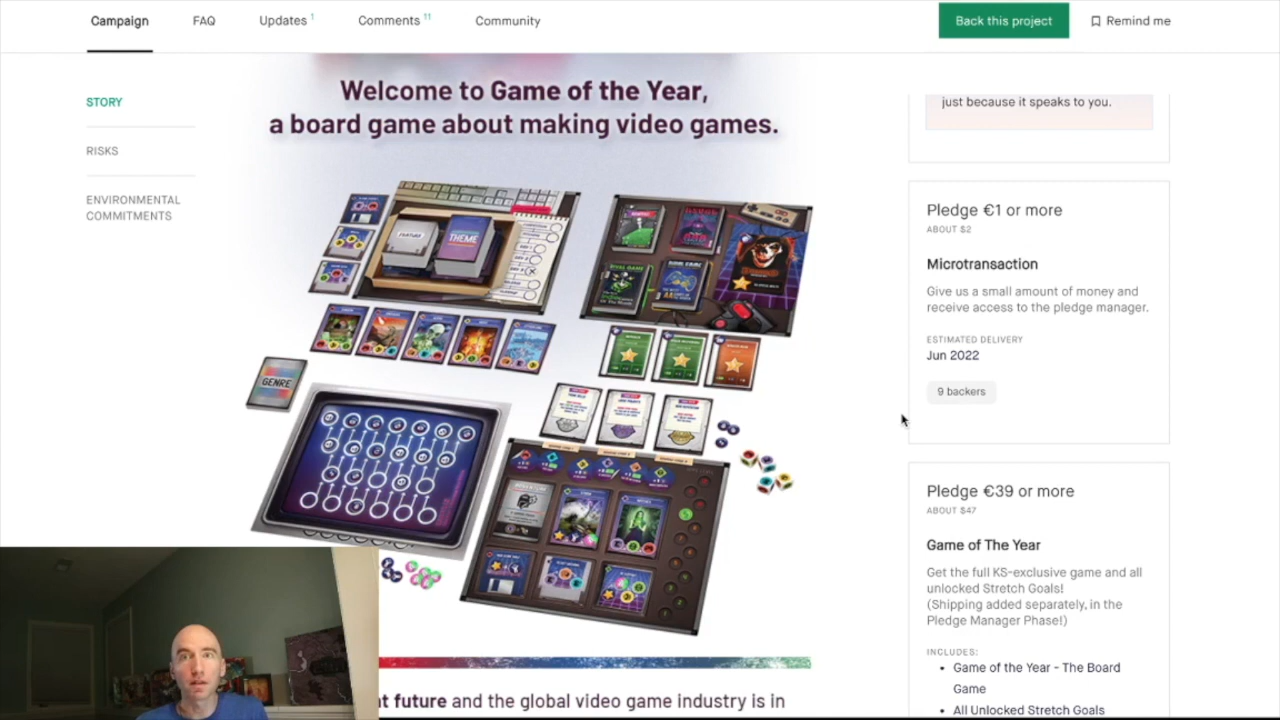 Campaign
FAQ
Updates 1
Comments 11
Community
Back this project
Remind me
STORY
RISKS
ENVIRONMENTAL
COMMITMENTS
Welcome to Game of the Year,
a board game about making video games.
THEME
GENRE
t future and the global video game industry is in
just because it speaks to you.
Pledge €1 or more
ABOUT $2
Microtransaction
Give us a small amount of money and
receive access to the pledge manager.
ESTIMATED DELIVERY
Jun 2022
9 backers
Pledge €39 or more
ABOUT $47
Game of The Year
Get the full KS-exclusive game and all
unlocked Stretch Goals!
(Shipping added separately, in the
Pledge Manager Phase!)
INCLUDES:
• Game of the Year - The Board
Game
• All Unlocked Stretch Goals